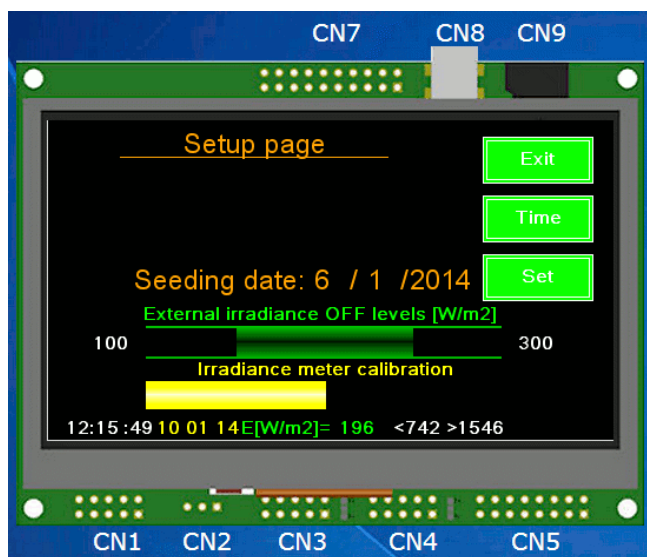 CN7 CN8 CN9
Setup page
Exit
Time
Seeding date: 6 / 1 /2014 Set
External irradiance OFF levels [W/m2]
100 300
Irradiance meter calibration
12:15:49 10 01 14 E[W/m2]= 196 <742 >1546
CN1 CN2 CN3 CN4 CN5